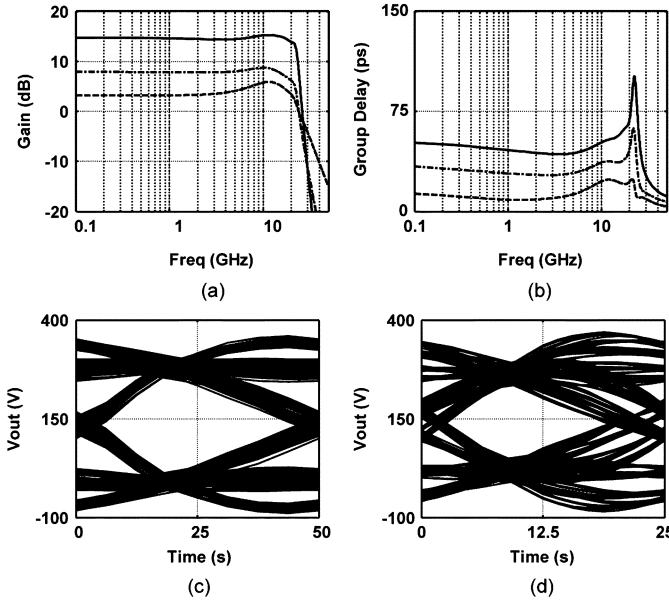 20
10
0
-10
-20
Gain (dB)
0.1
1
10
Freq (GHz)
(a)
150
75
0
Group Delay (ps)
0.1
1
10
Freq (GHz)
(b)
400
150
-100
Vout (V)
0
25
50
Time (s)
(c)
400
150
-100
Vout (V)
0
12.5
25
Time (s)
(d)